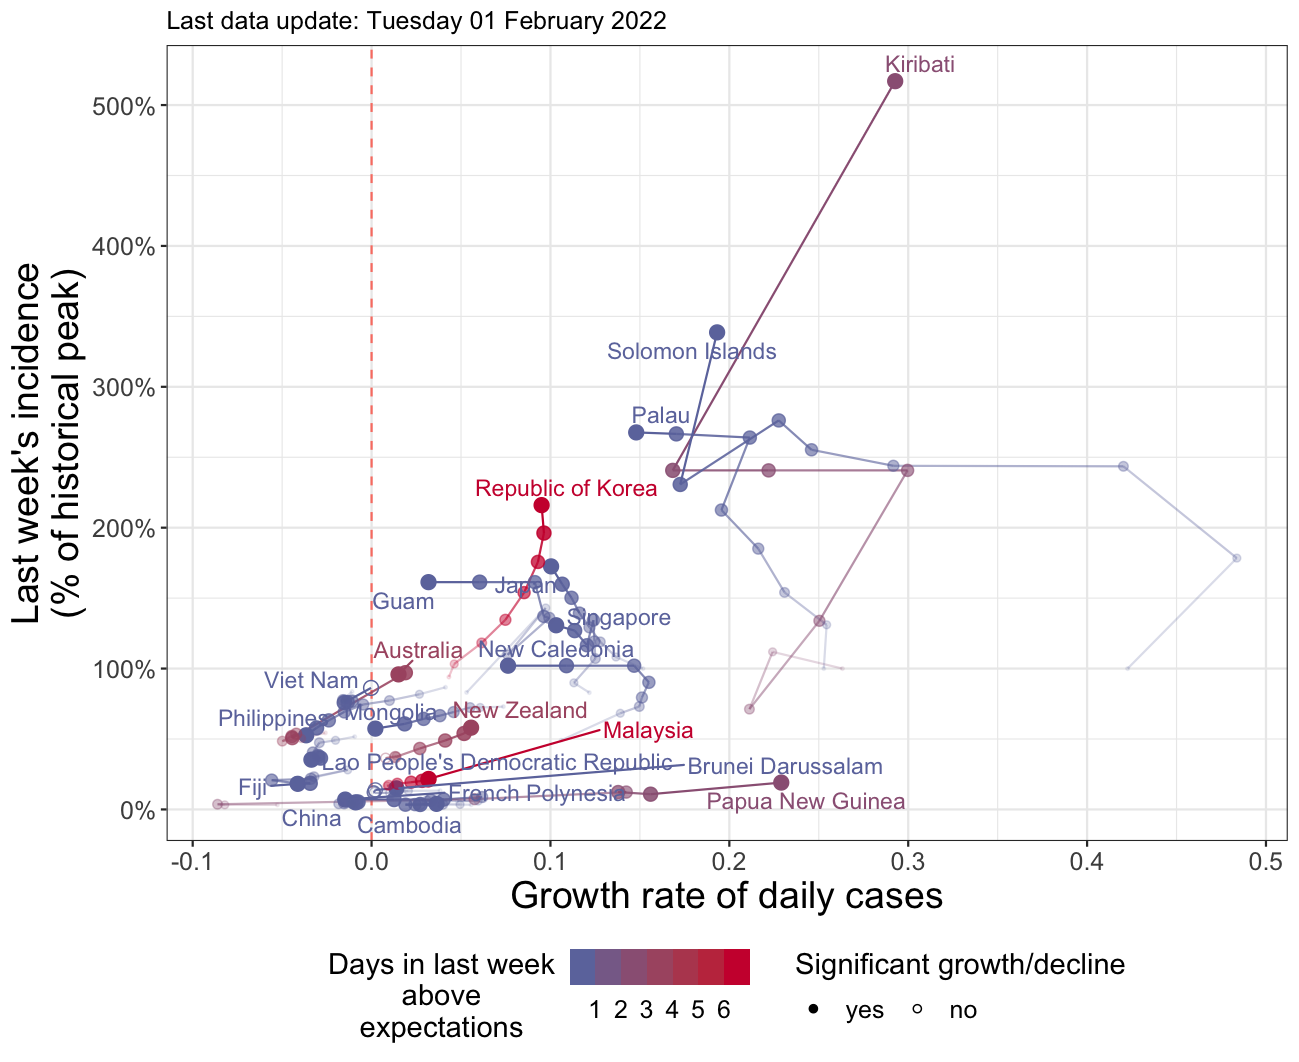 Last data update: Tuesday 01 February 2022
Last week's incidence
(% of historical peak)
500%
400%
300%
200%
100%
0%
Kiribati
Solomon Islands
Palau
Republic of Korea
Japan
Guam
Singapore
Australia
New Caledonia
Viet Nam
Philippines
Mongolia
New Zealand
Malaysia
Lao People's Democratic Republic
Brunei Darussalam
Fiji
French Polynesia
Papua New Guinea
China
Cambodia
-0.1
0.0
0.1
0.2
0.3
0.4
0.5
Growth rate of daily cases
Days in last week
above
expectations
1 2 3 4 5 6
Significant growth/decline
yes
no